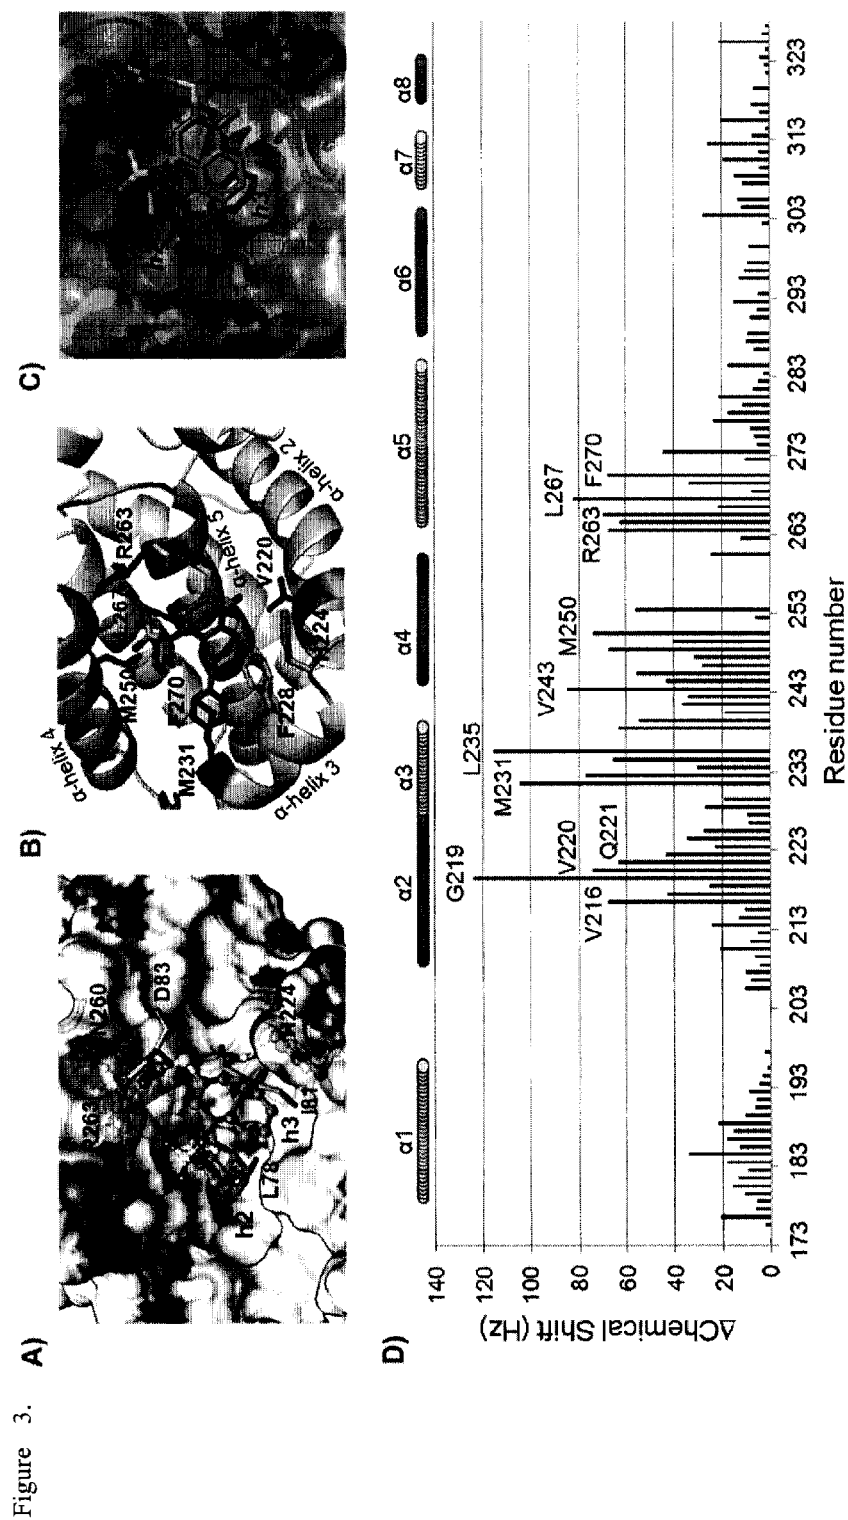 Figure 3.
A)
N260
D83
R263
H224
I81
h3
L78
h2
B)
α-helix 4
M250
L267
R263
F270
α-helix 5
M231
V220
F228
α-helix 2
α-helix 3
C)
D)
α1 α2 α3 α4 α5 α6 α7 α8
ΔChemical Shift (Hz)
140
120
100
80
60
40
20
0
G219
L235
M231
V220
Q221
V216
V243
M250
L267
R263
F270
173 183 193 203 213 223 233 243 253 263 273 283 293 303 313 323
Residue number